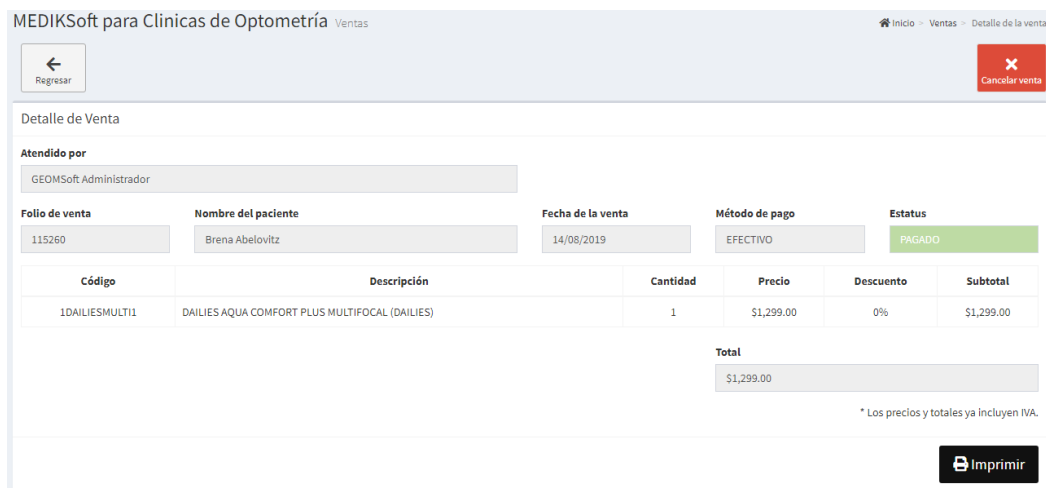 MEDIKSoft para Clinicas de Optometría Ventas
Inicio > Ventas > Detalle de la venta
Regresar
Cancelar venta
Detalle de Venta
Atendido por
GEOMSoft Administrador
Folio de venta Nombre del paciente Fecha de la venta Método de pago Estatus
115260 Brena Abelovitz 14/08/2019 EFECTIVO PAGADO
Código Descripción Cantidad Precio Descuento Subtotal
1DAILIESMULTI1 DAILIES AQUA COMFORT PLUS MULTIFOCAL (DAILIES) 1 $1,299.00 0% $1,299.00
Total
$1,299.00
* Los precios y totales ya incluyen IVA.
Imprimir